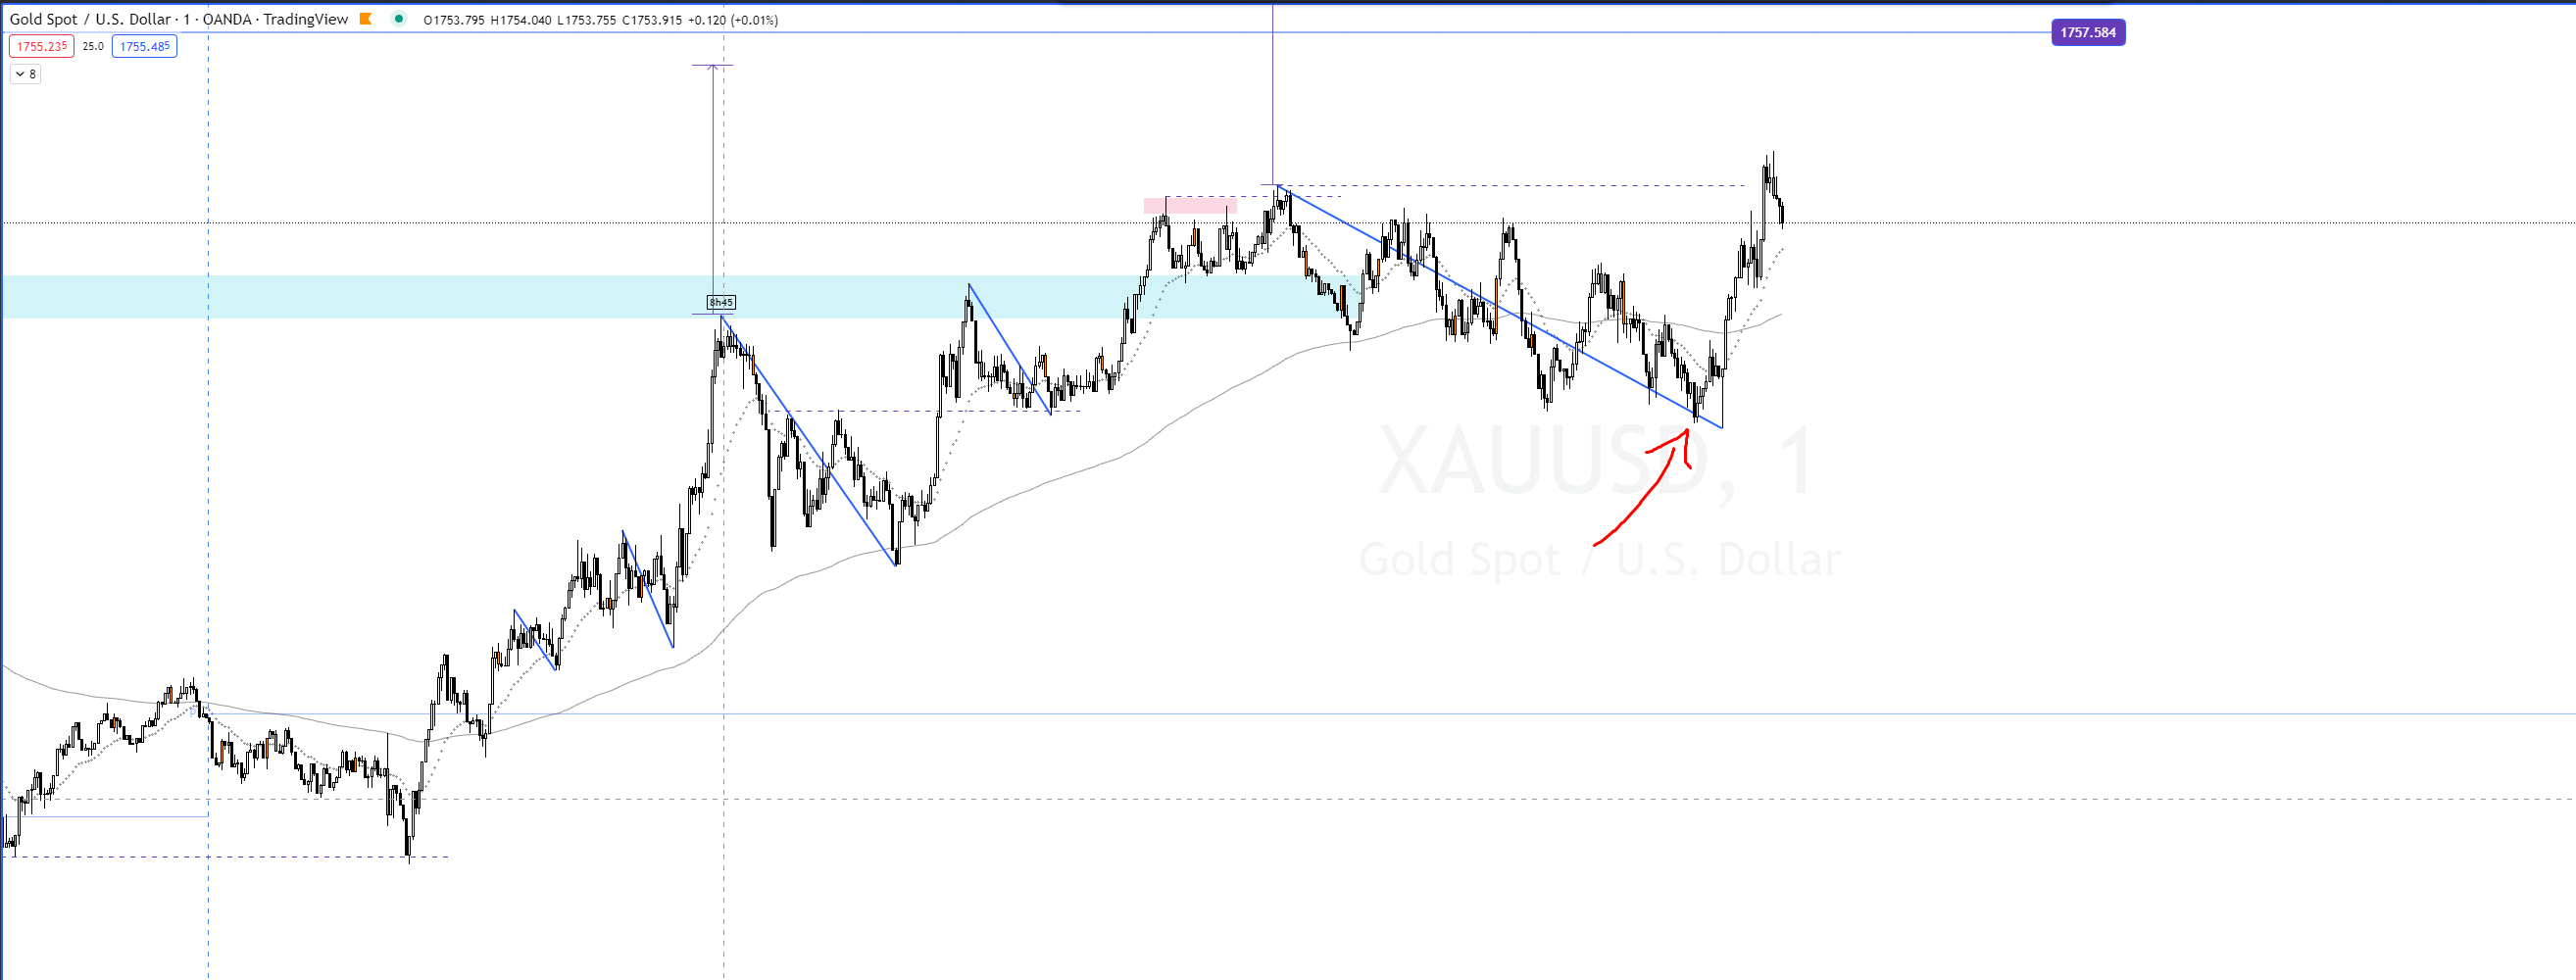 Gold Spot / U.S. Dollar · 1 · OANDA · TradingView O1753.795 H1754.040 L1753.755 C1753.915 +0.120 (+0.01%)
1757.584
1755.235 25.0 1755.485
8
8h45
XAUUSD, 1
Gold Spot / U.S. Dollar